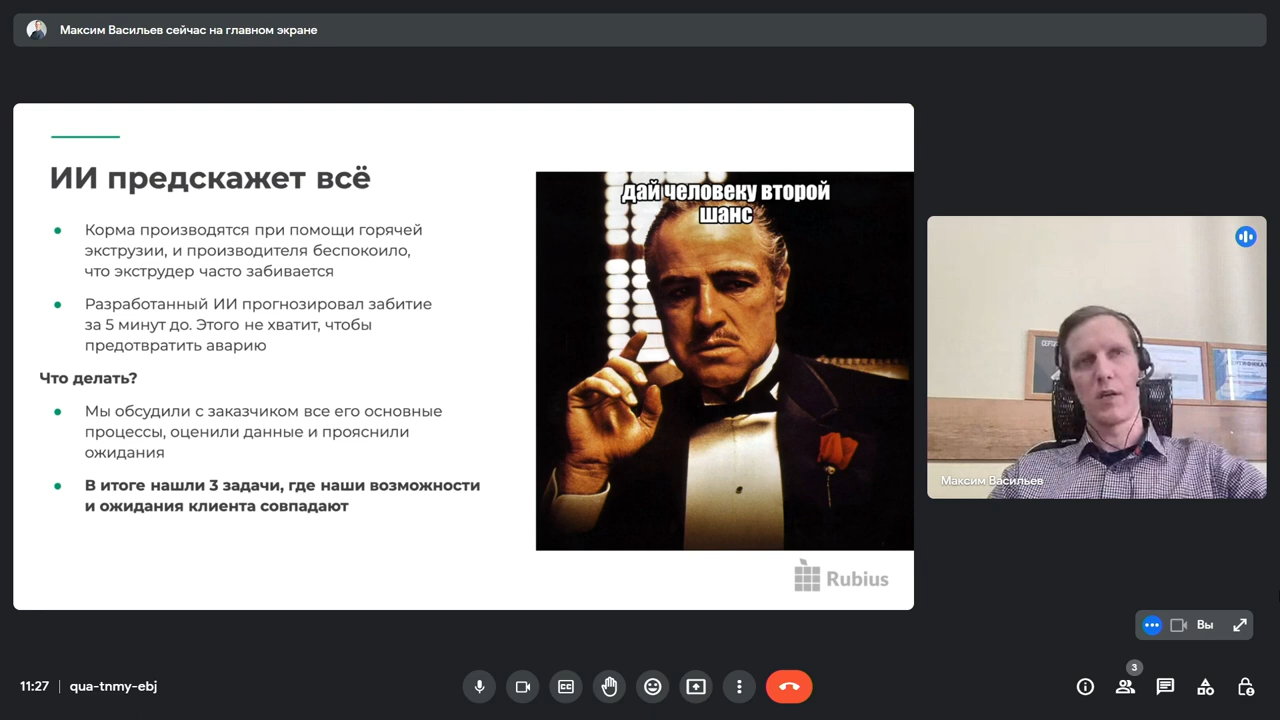 Максим Васильев сейчас на главном экране
ИИ предскажет всё
Корма производятся при помощи горячей
экструзии, и производителя беспокоило,
что экструдер часто забивается
Разработанный ИИ прогнозировал забитие
за 5 минут до. Этого не хватит, чтобы
предотвратить аварию
Что делать?
Мы обсудили с заказчиком все его основные
процессы, оценили данные и прояснили
ожидания
В итоге нашли 3 задачи, где наши возможности
и ожидания клиента совпадают
дай человеку второй
шанс
Rubius
Максим Васильев
Вы
11:27
qua-tnmy-ebj
3